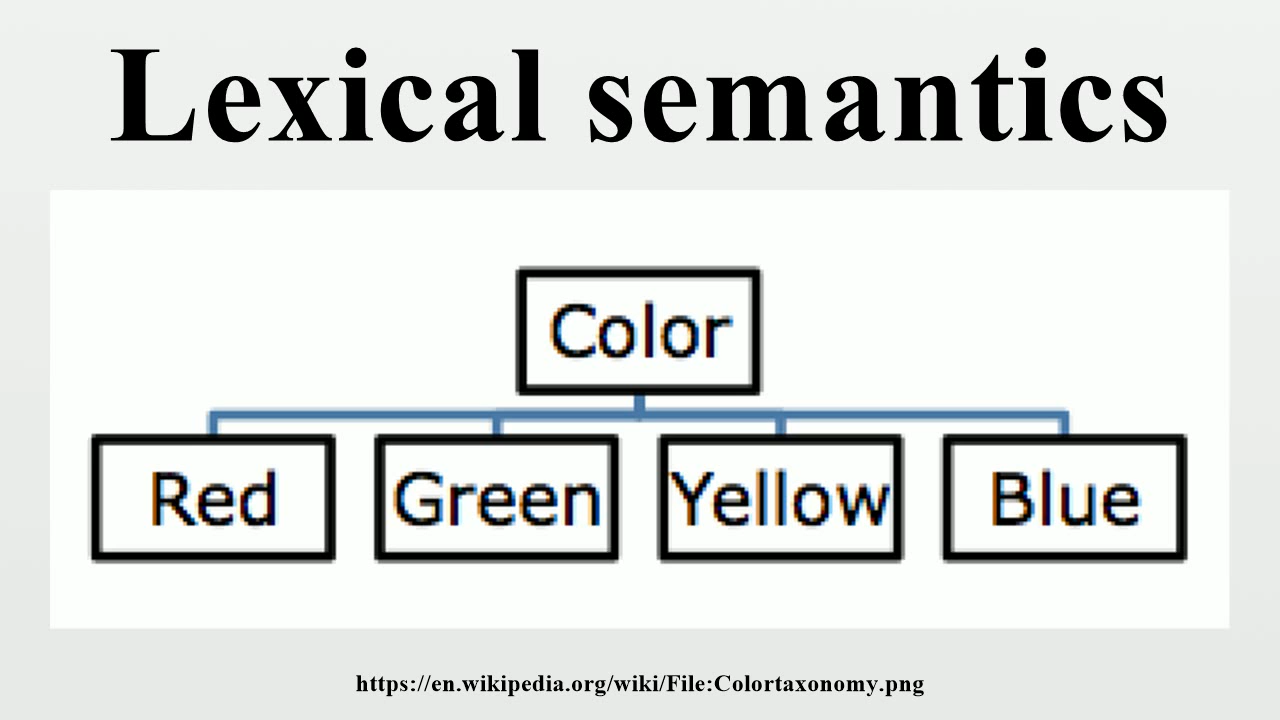 Lexical semantics
Color
Red Green Yellow Blue
https://en.wikipedia.org/wiki/File:Colortaxonomy.png